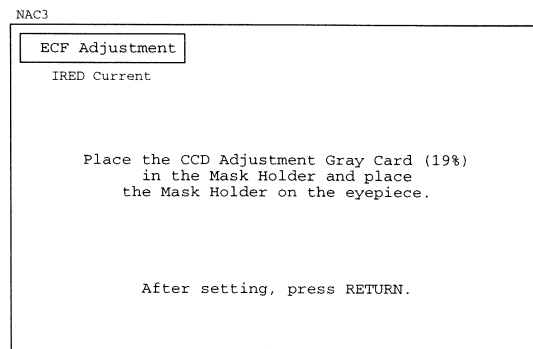 NAC3
ECF Adjustment
IRED Current
Place the CCD Adjustment Gray Card (19%)
in the Mask Holder and place
the Mask Holder on the eyepiece.
After setting, press RETURN.